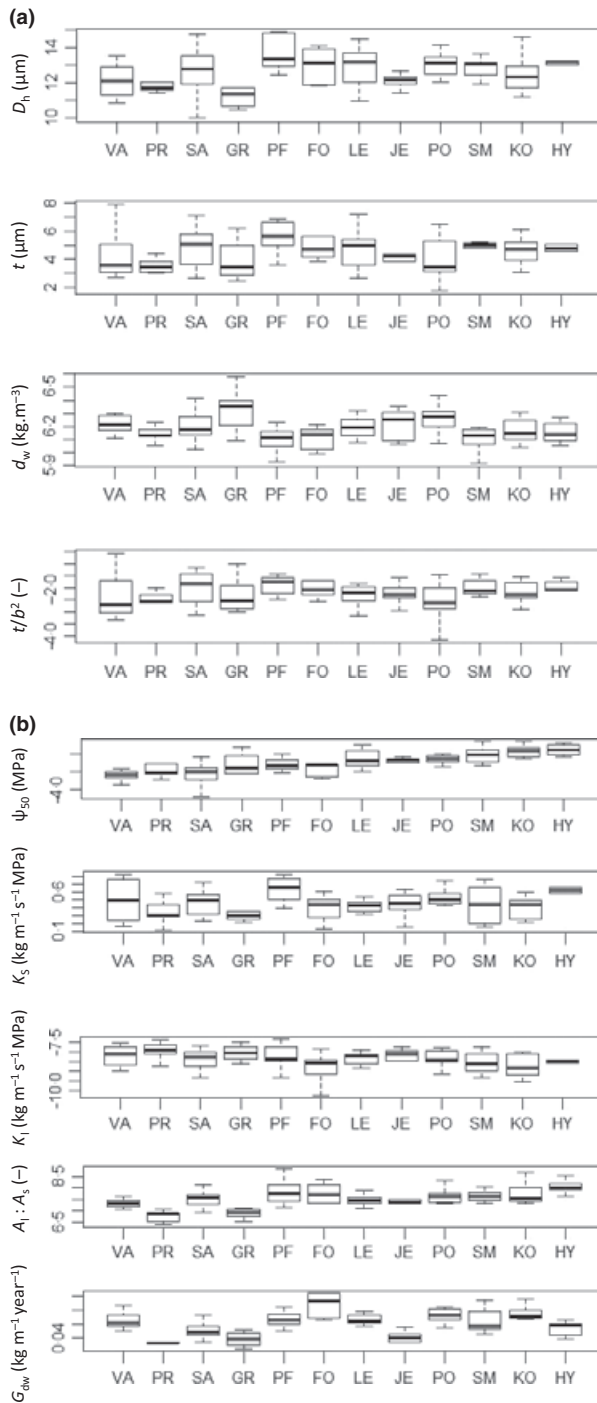 (a)
D_h (µm)
14
12
10
VA PR SA GR PF FO LE JE PO SM KO HY
t (µm)
8
6
4
2
VA PR SA GR PF FO LE JE PO SM KO HY
d_w (kg.m⁻³)
6·5
6·2
5·9
VA PR SA GR PF FO LE JE PO SM KO HY
t/b² (–)
-2·0
-4·0
VA PR SA GR PF FO LE JE PO SM KO HY
(b)
ψ₅₀ (MPa)
-4·0
VA PR SA GR PF FO LE JE PO SM KO HY
K_s (kg m⁻¹ s⁻¹ MPa)
0·6
0·1
VA PR SA GR PF FO LE JE PO SM KO HY
K_l (kg m⁻¹ s⁻¹ MPa)
-7·5
-10·0
VA PR SA GR PF FO LE JE PO SM KO HY
A_l : A_s (–)
8·5
6·5
VA PR SA GR PF FO LE JE PO SM KO HY
G_dw (kg m⁻¹ year⁻¹)
0·04
VA PR SA GR PF FO LE JE PO SM KO HY